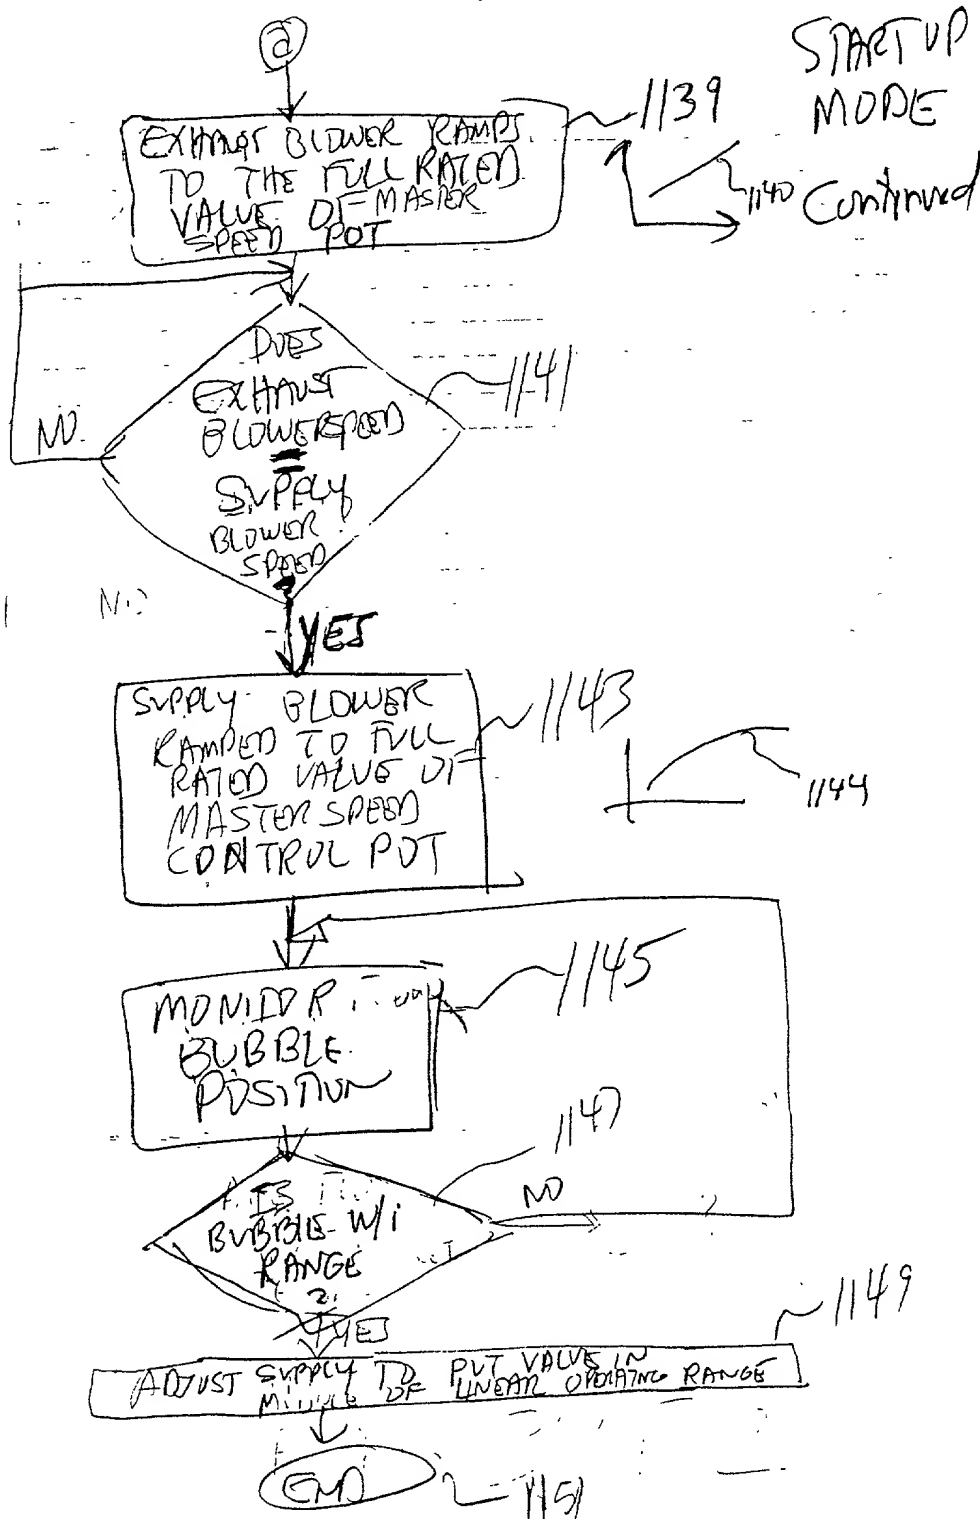 a
STARTUP
MODE
Continued
1139
EXHAUST BLOWER RAMPS
TO THE FULL RATED
VALUE OF MASTER
SPEED POT
1140
DOES
EXHAUST
BLOWER SPEED
=
SUPPLY
BLOWER
SPEED
?
1141
NO
YES
SUPPLY BLOWER
RAMPED TO FULL
RATED VALUE OF
MASTER SPEED
CONTROL POT
1143
1144
MONITOR
BUBBLE
POSITION
1145
IS
BUBBLE W/i
RANGE
?
1147
NO
YES
1149
ADJUST SUPPLY TO PUT VALUE IN
MIDDLE OF LINEAR OPERATING RANGE
END
1151